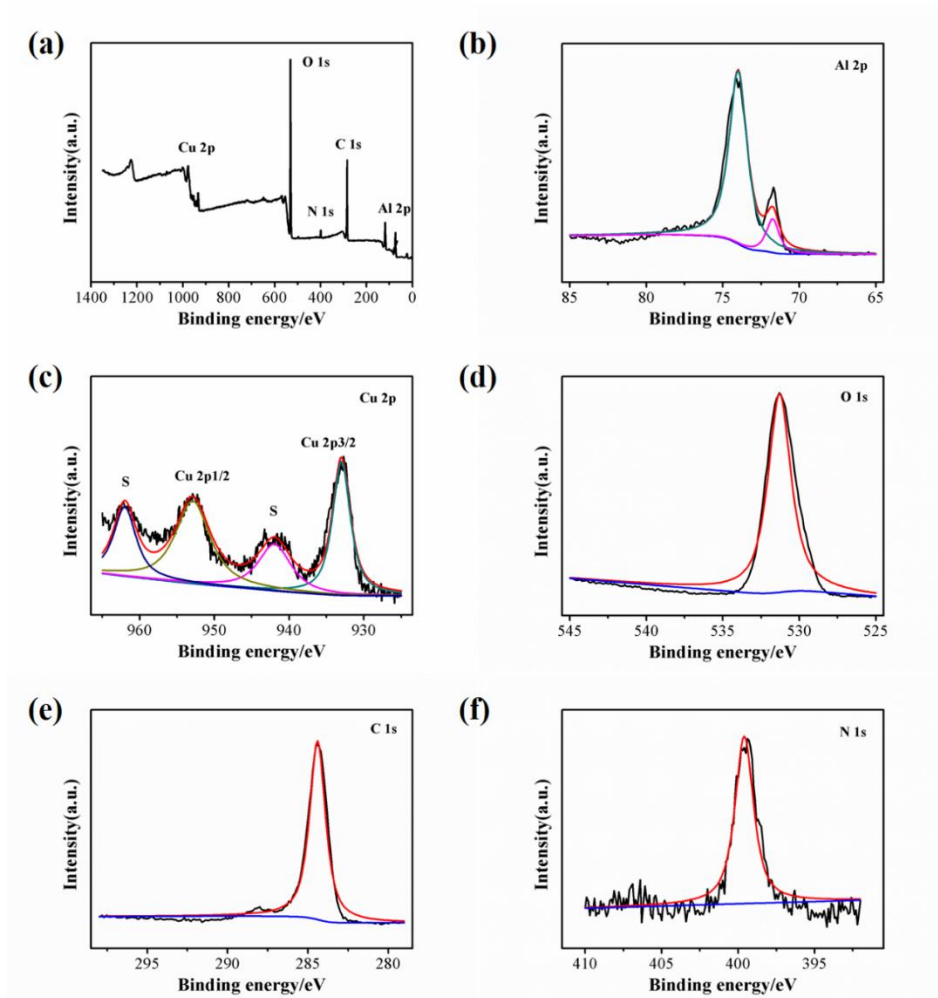 (a)
O 1s
C 1s
Cu 2p
N 1s
Al 2p
Intensity(a.u.)
1400 1200 1000 800 600 400 200 0
Binding energy/eV
(b)
Al 2p
Intensity(a.u.)
85 80 75 70 65
Binding energy/eV
(c)
Cu 2p
Cu 2p3/2
Cu 2p1/2
S
S
Intensity(a.u.)
960 950 940 930
Binding energy/eV
(d)
O 1s
Intensity(a.u.)
545 540 535 530 525
Binding energy/eV
(e)
C 1s
Intensity(a.u.)
295 290 285 280
Binding energy/eV
(f)
N 1s
Intensity(a.u.)
410 405 400 395
Binding energy/eV